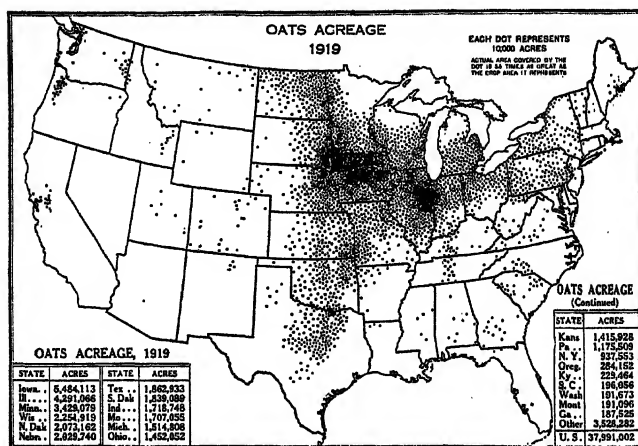 OATS ACREAGE
1919
EACH DOT REPRESENTS
10,000 ACRES
ACTUAL AREA COVERED BY THE
DOT IS 5.5 TIMES AS GREAT AS
THE CROP AREA IT REPRESENTS
OATS ACREAGE, 1919
STATE ACRES STATE ACRES
Iowa.. 5,484,113 Tex.. 1,862,933
Ill.... 4,291,066 S. Dak 1,839,089
Minn.. 3,429,079 Ind... 1,718,748
Wis .. 2,254,919 Mo... 1,707,055
N. Dak 2,073,162 Mich. 1,514,808
Nebr.. 2,029,740 Ohio.. 1,452,052
OATS ACREAGE
(Continued)
STATE ACRES
Kans 1,415,928
Pa .. 1,175,509
N. Y. 937,553
Oreg. 284,152
Ky .. 229,464
S. C. 196,056
Wash 191,673
Mont 191,096
Ga .. 187,525
Other 3,528,282
U. S. 37,991,002